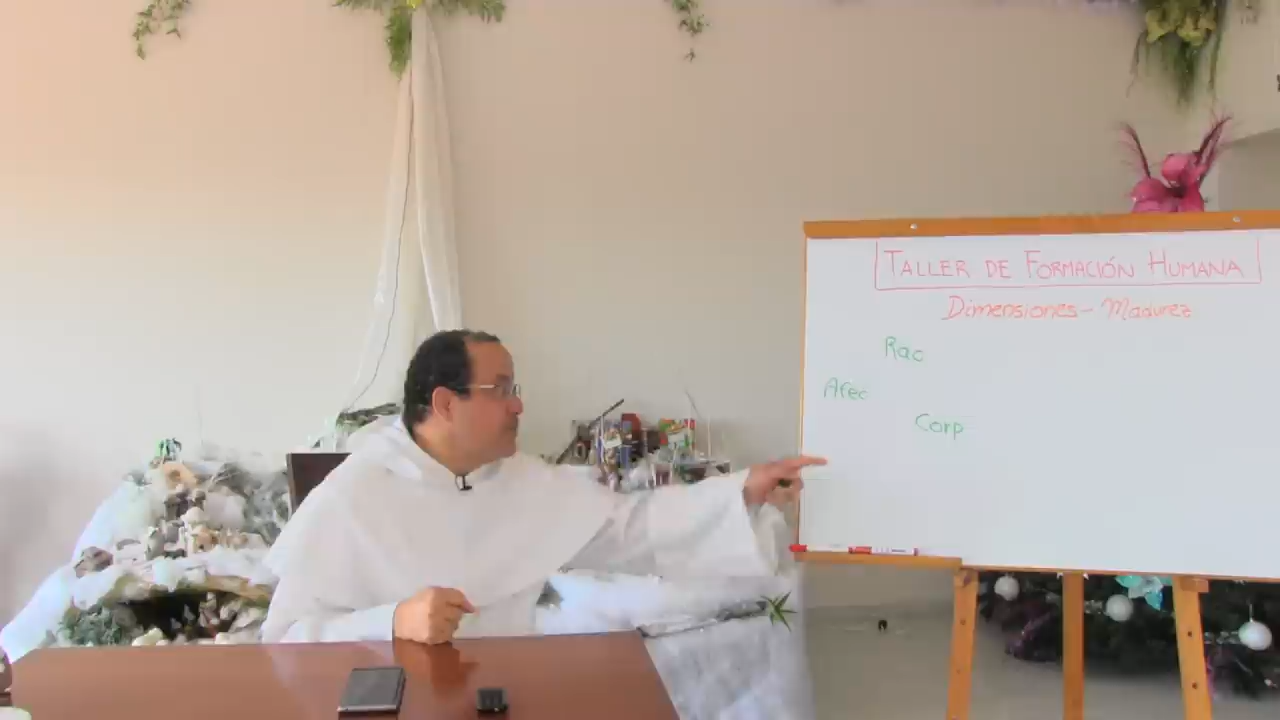 TALLER DE FORMACIÓN HUMANA
Dimensiones - Madurez
Rac
Afec
Corp